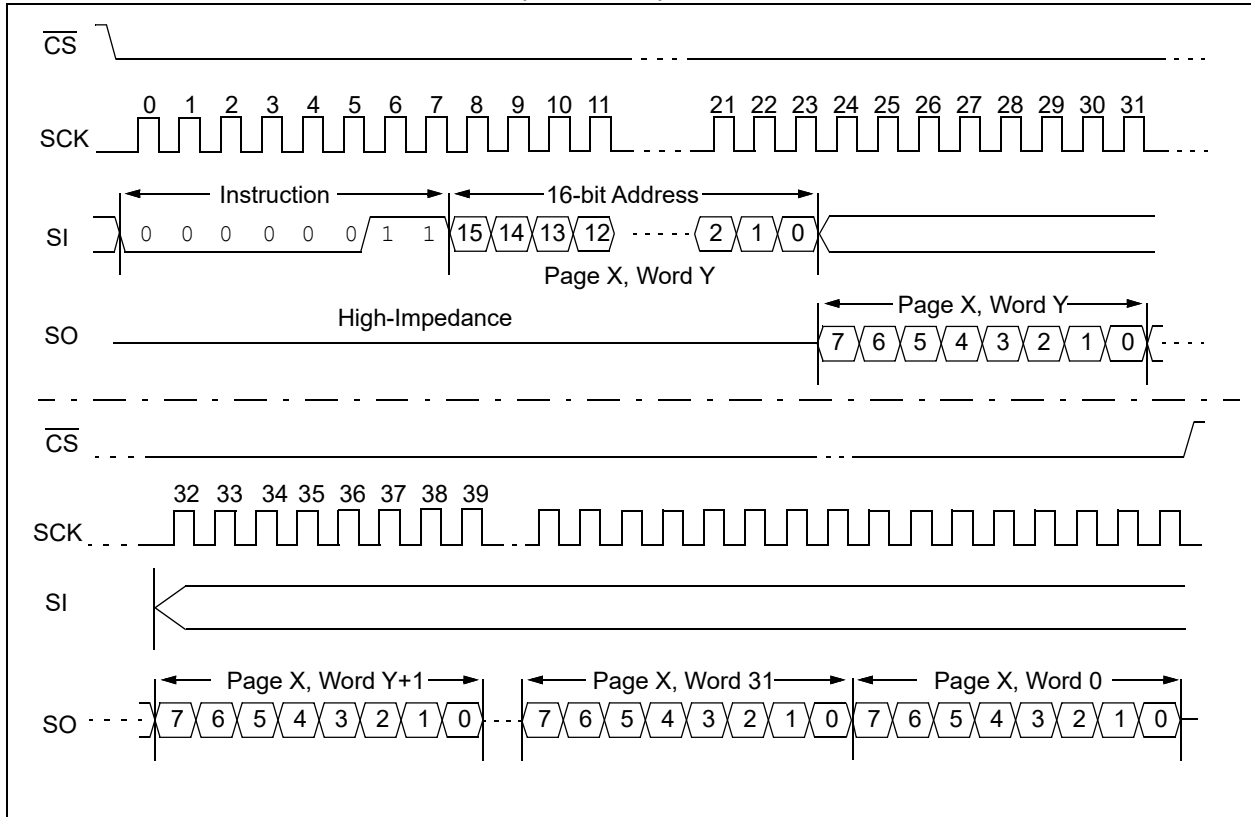 CS
0 1 2 3 4 5 6 7 8 9 10 11 21 22 23 24 25 26 27 28 29 30 31
SCK
Instruction 16-bit Address
SI 0 0 0 0 0 0 1 1 15 14 13 12 2 1 0
Page X, Word Y
Page X, Word Y
High-Impedance
SO 7 6 5 4 3 2 1 0
CS
32 33 34 35 36 37 38 39
SCK
SI
Page X, Word Y+1 Page X, Word 31 Page X, Word 0
SO 7 6 5 4 3 2 1 0 7 6 5 4 3 2 1 0 7 6 5 4 3 2 1 0